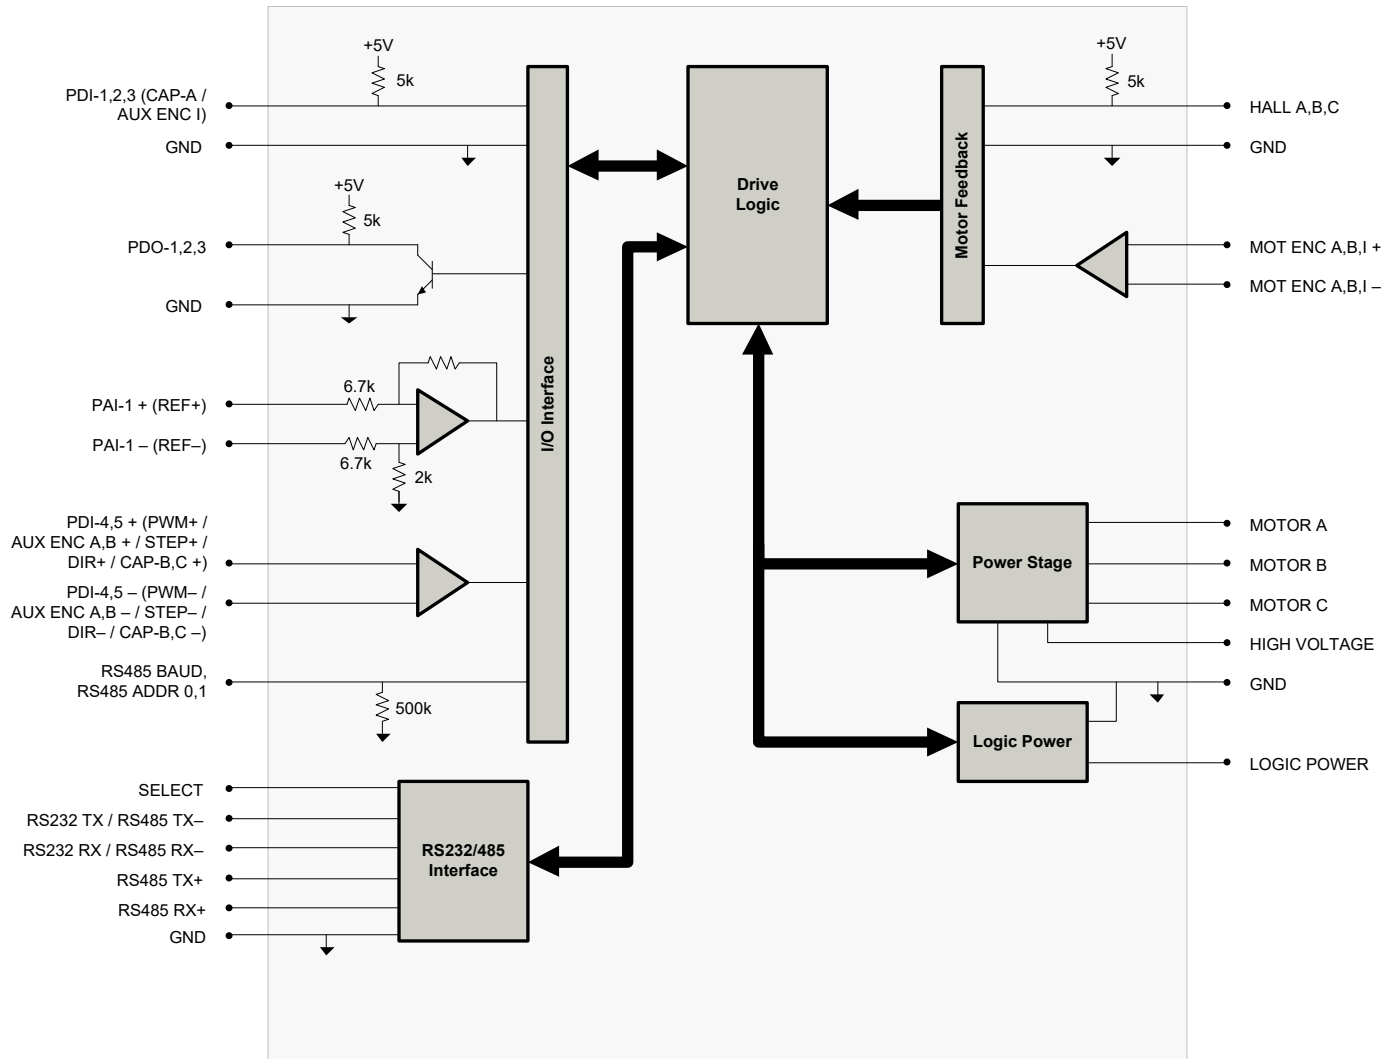 +5V
5k
PDI-1,2,3 (CAP-A /
AUX ENC I)
GND
+5V
5k
PDO-1,2,3
GND
6.7k
PAI-1 + (REF+)
PAI-1 – (REF–)
6.7k
2k
PDI-4,5 + (PWM+ /
AUX ENC A,B + / STEP+ /
DIR+ / CAP-B,C +)
PDI-4,5 – (PWM– /
AUX ENC A,B – / STEP– /
DIR– / CAP-B,C –)
RS485 BAUD,
RS485 ADDR 0,1
500k
I/O Interface
SELECT
RS232 TX / RS485 TX–
RS232 RX / RS485 RX–
RS485 TX+
RS485 RX+
GND
RS232/485
Interface
Drive
Logic
Motor Feedback
+5V
5k
HALL A,B,C
GND
MOT ENC A,B,I +
MOT ENC A,B,I –
Power Stage
MOTOR A
MOTOR B
MOTOR C
HIGH VOLTAGE
GND
Logic Power
LOGIC POWER